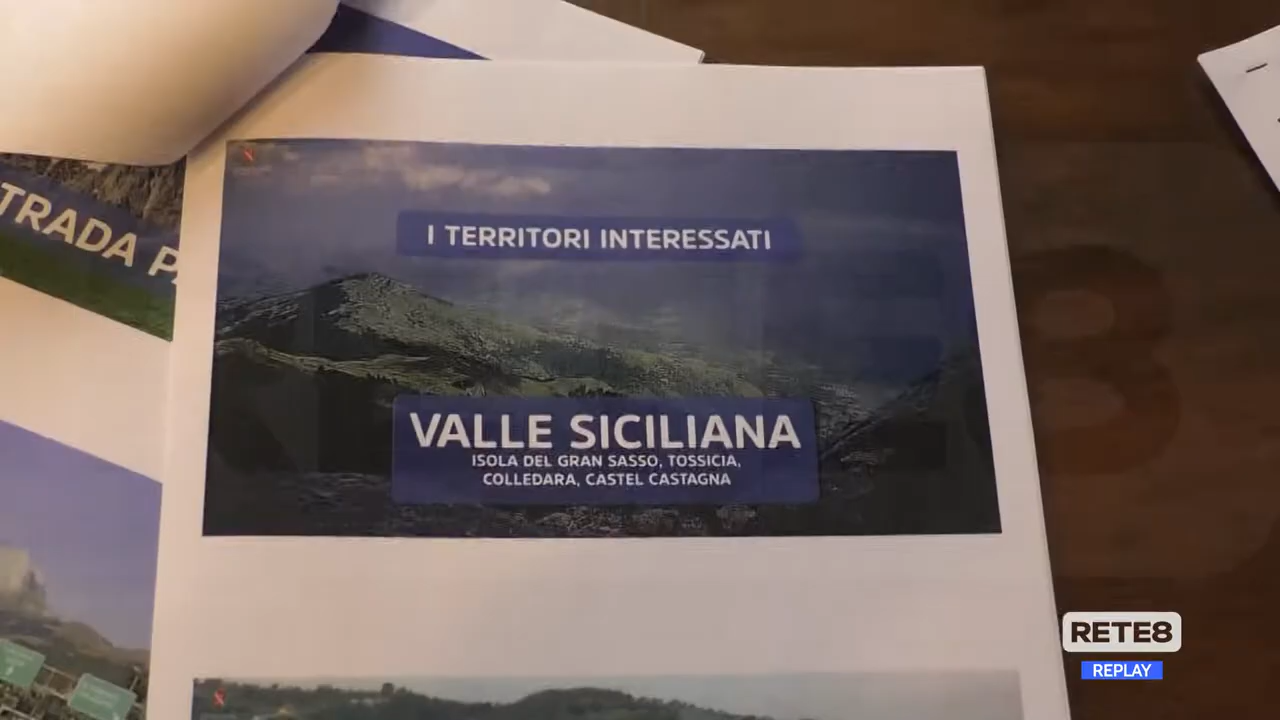 TRADA P
I TERRITORI INTERESSATI
VALLE SICILIANA
ISOLA DEL GRAN SASSO, TOSSICIA,
COLLEDARA, CASTEL CASTAGNA
RETE8
REPLAY